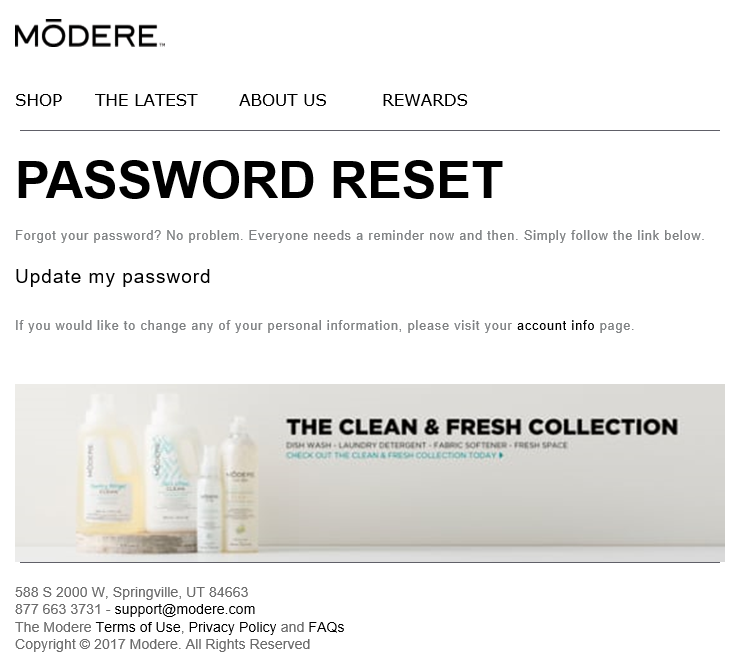 MŌDERE™
SHOP THE LATEST ABOUT US REWARDS
PASSWORD RESET
Forgot your password? No problem. Everyone needs a reminder now and then. Simply follow the link below.
Update my password
If you would like to change any of your personal information, please visit your account info page.
MŌDERE
CLEAN
MŌDERE
THE CLEAN & FRESH COLLECTION
DISH WASH - LAUNDRY DETERGENT - FABRIC SOFTENER - FRESH SPACE
CHECK OUT THE CLEAN & FRESH COLLECTION TODAY
588 S 2000 W, Springville, UT 84663
877 663 3731 - support@modere.com
The Modere Terms of Use, Privacy Policy and FAQs
Copyright © 2017 Modere. All Rights Reserved